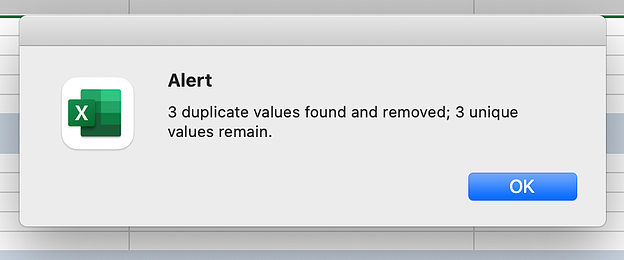 Alert
3 duplicate values found and removed; 3 unique
values remain.
X
OK